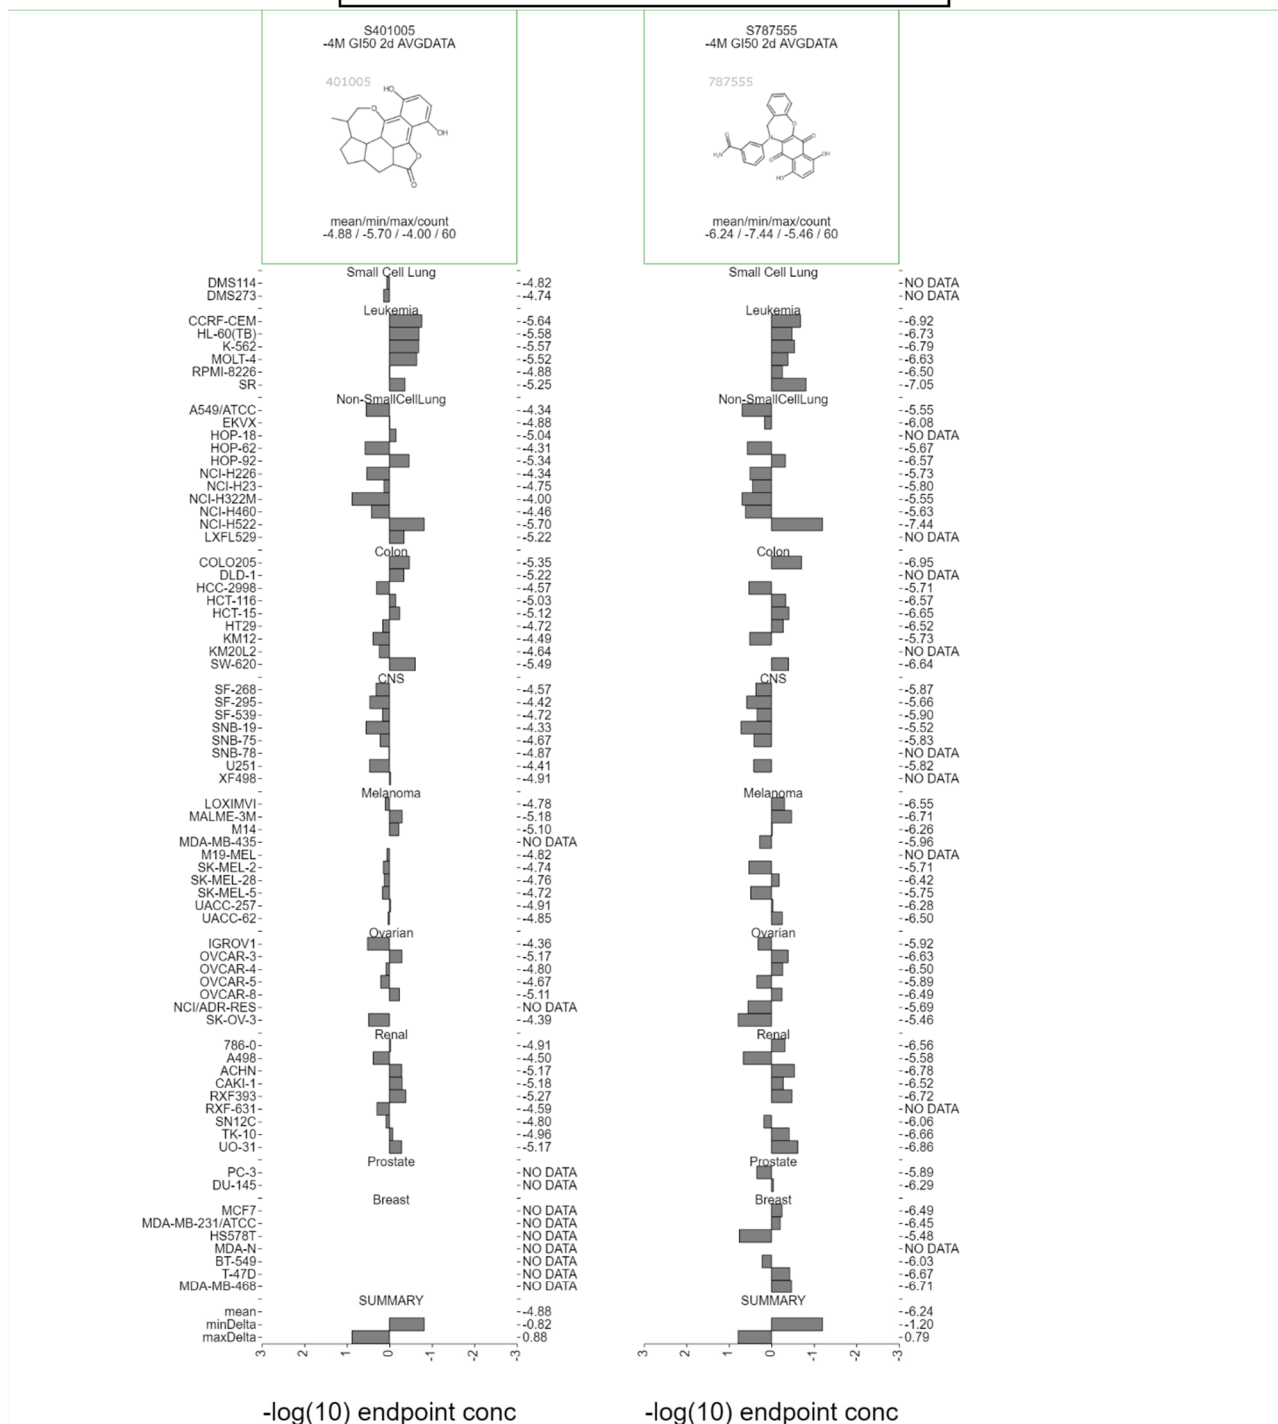 S401005
-4M GI50 2d AVGDATA
401005
HO
O
OH
O
O
mean/min/max/count
-4.88 / -5.70 / -4.00 / 60
S787555
-4M GI50 2d AVGDATA
787555
O
N
O
O
H₂N
O
OH
HO
mean/min/max/count
-6.24 / -7.44 / -5.46 / 60
Small Cell Lung Small Cell Lung
DMS114 -4.82 NO DATA
DMS273 -4.74 NO DATA
Leukemia Leukemia
CCRF-CEM -5.64 -6.92
HL-60(TB) -5.58 -6.73
K-562 -5.57 -6.79
MOLT-4 -5.52 -6.63
RPMI-8226 -4.88 -6.50
SR -5.25 -7.05
Non-SmallCellLung Non-SmallCellLung
A549/ATCC -4.34 -5.55
EKVX -4.88 -6.08
HOP-18 -5.04 NO DATA
HOP-62 -4.31 -5.67
HOP-92 -5.34 -6.57
NCI-H226 -4.34 -5.73
NCI-H23 -4.75 -5.80
NCI-H322M -4.00 -5.55
NCI-H460 -4.46 -5.63
NCI-H522 -5.70 -7.44
LXFL529 -5.22 NO DATA
Colon Colon
COLO205 -5.35 -6.95
DLD-1 -5.22 NO DATA
HCC-2998 -4.57 -5.71
HCT-116 -5.03 -6.57
HCT-15 -5.12 -6.65
HT29 -4.72 -6.52
KM12 -4.49 -5.73
KM20L2 -4.64 NO DATA
SW-620 -5.49 -6.64
CNS CNS
SF-268 -4.57 -5.87
SF-295 -4.42 -5.66
SF-539 -4.72 -5.90
SNB-19 -4.33 -5.52
SNB-75 -4.67 -5.83
SNB-78 -4.87 NO DATA
U251 -4.41 -5.82
XF498 -4.91 NO DATA
Melanoma Melanoma
LOXIMVI -4.78 -6.55
MALME-3M -5.18 -6.71
M14 -5.10 -6.26
MDA-MB-435 NO DATA -5.96
M19-MEL -4.82 NO DATA
SK-MEL-2 -4.74 -5.71
SK-MEL-28 -4.76 -6.42
SK-MEL-5 -4.72 -5.75
UACC-257 -4.91 -6.28
UACC-62 -4.85 -6.50
Ovarian Ovarian
IGROV1 -4.36 -5.92
OVCAR-3 -5.17 -6.63
OVCAR-4 -4.80 -6.50
OVCAR-5 -4.67 -5.89
OVCAR-8 -5.11 -6.49
NCI/ADR-RES NO DATA -5.69
SK-OV-3 -4.39 -5.46
Renal Renal
786-0 -4.91 -6.56
A498 -4.50 -5.58
ACHN -5.17 -6.78
CAKI-1 -5.18 -6.52
RXF393 -5.27 -6.72
RXF-631 -4.59 NO DATA
SN12C -4.80 -6.06
TK-10 -4.96 -6.66
UO-31 -5.17 -6.86
Prostate Prostate
PC-3 NO DATA -5.89
DU-145 NO DATA -6.29
Breast Breast
MCF7 NO DATA -6.49
MDA-MB-231/ATCC NO DATA -6.45
HS578T NO DATA -5.48
MDA-N NO DATA NO DATA
BT-549 NO DATA -6.03
T-47D NO DATA -6.67
MDA-MB-468 NO DATA -6.71
SUMMARY SUMMARY
mean -4.88 -6.24
minDelta -0.82 -1.20
maxDelta 0.88 0.79
3 2 1 0 -1 -2 -3 3 2 1 0 -1 -2 -3
-log(10) endpoint conc -log(10) endpoint conc